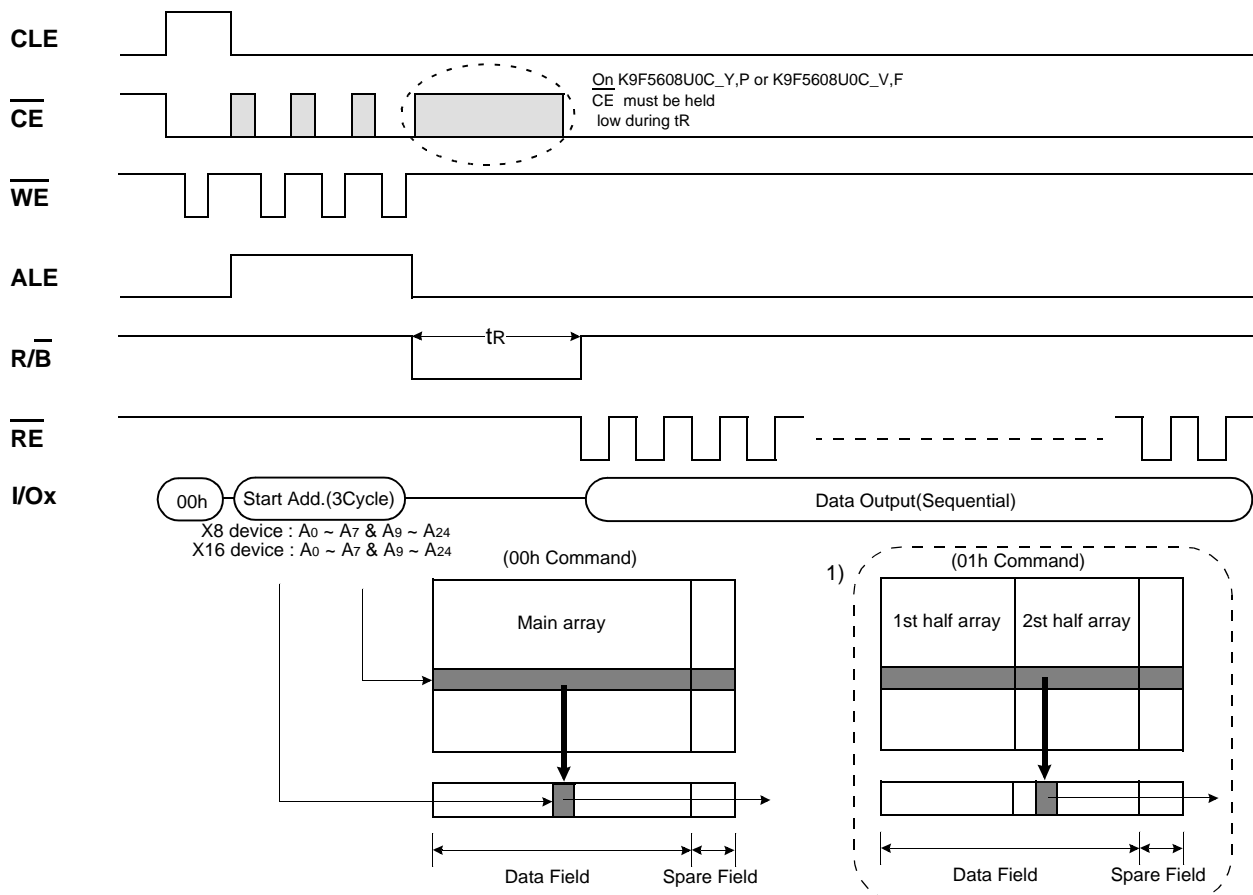 CLE
On K9F5608U0C_Y,P or K9F5608U0C_V,F
CE must be held
low during tR
CE
WE
ALE
tR
R/B
RE
I/Ox
00h
Start Add.(3Cycle)
Data Output(Sequential)
X8 device : A0 ~ A7 & A9 ~ A24
X16 device : A0 ~ A7 & A9 ~ A24
(00h Command)
Main array
Data Field
Spare Field
1)
(01h Command)
1st half array
2st half array
Data Field
Spare Field